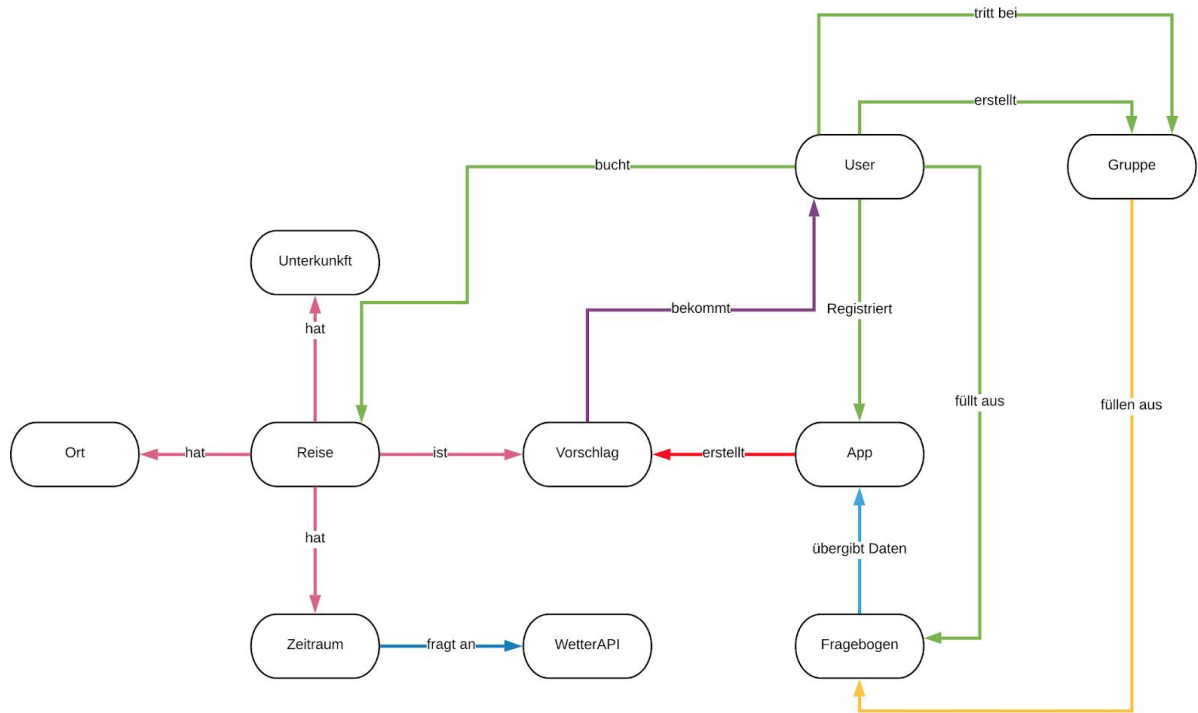 tritt bei
erstellt
bucht
User
Gruppe
Unterkunkft
bekommt
Registriert
hat
füllt aus
füllen aus
Ort
hat
Reise
ist
Vorschlag
erstellt
App
hat
übergibt Daten
Zeitraum
fragt an
WetterAPI
Fragebogen